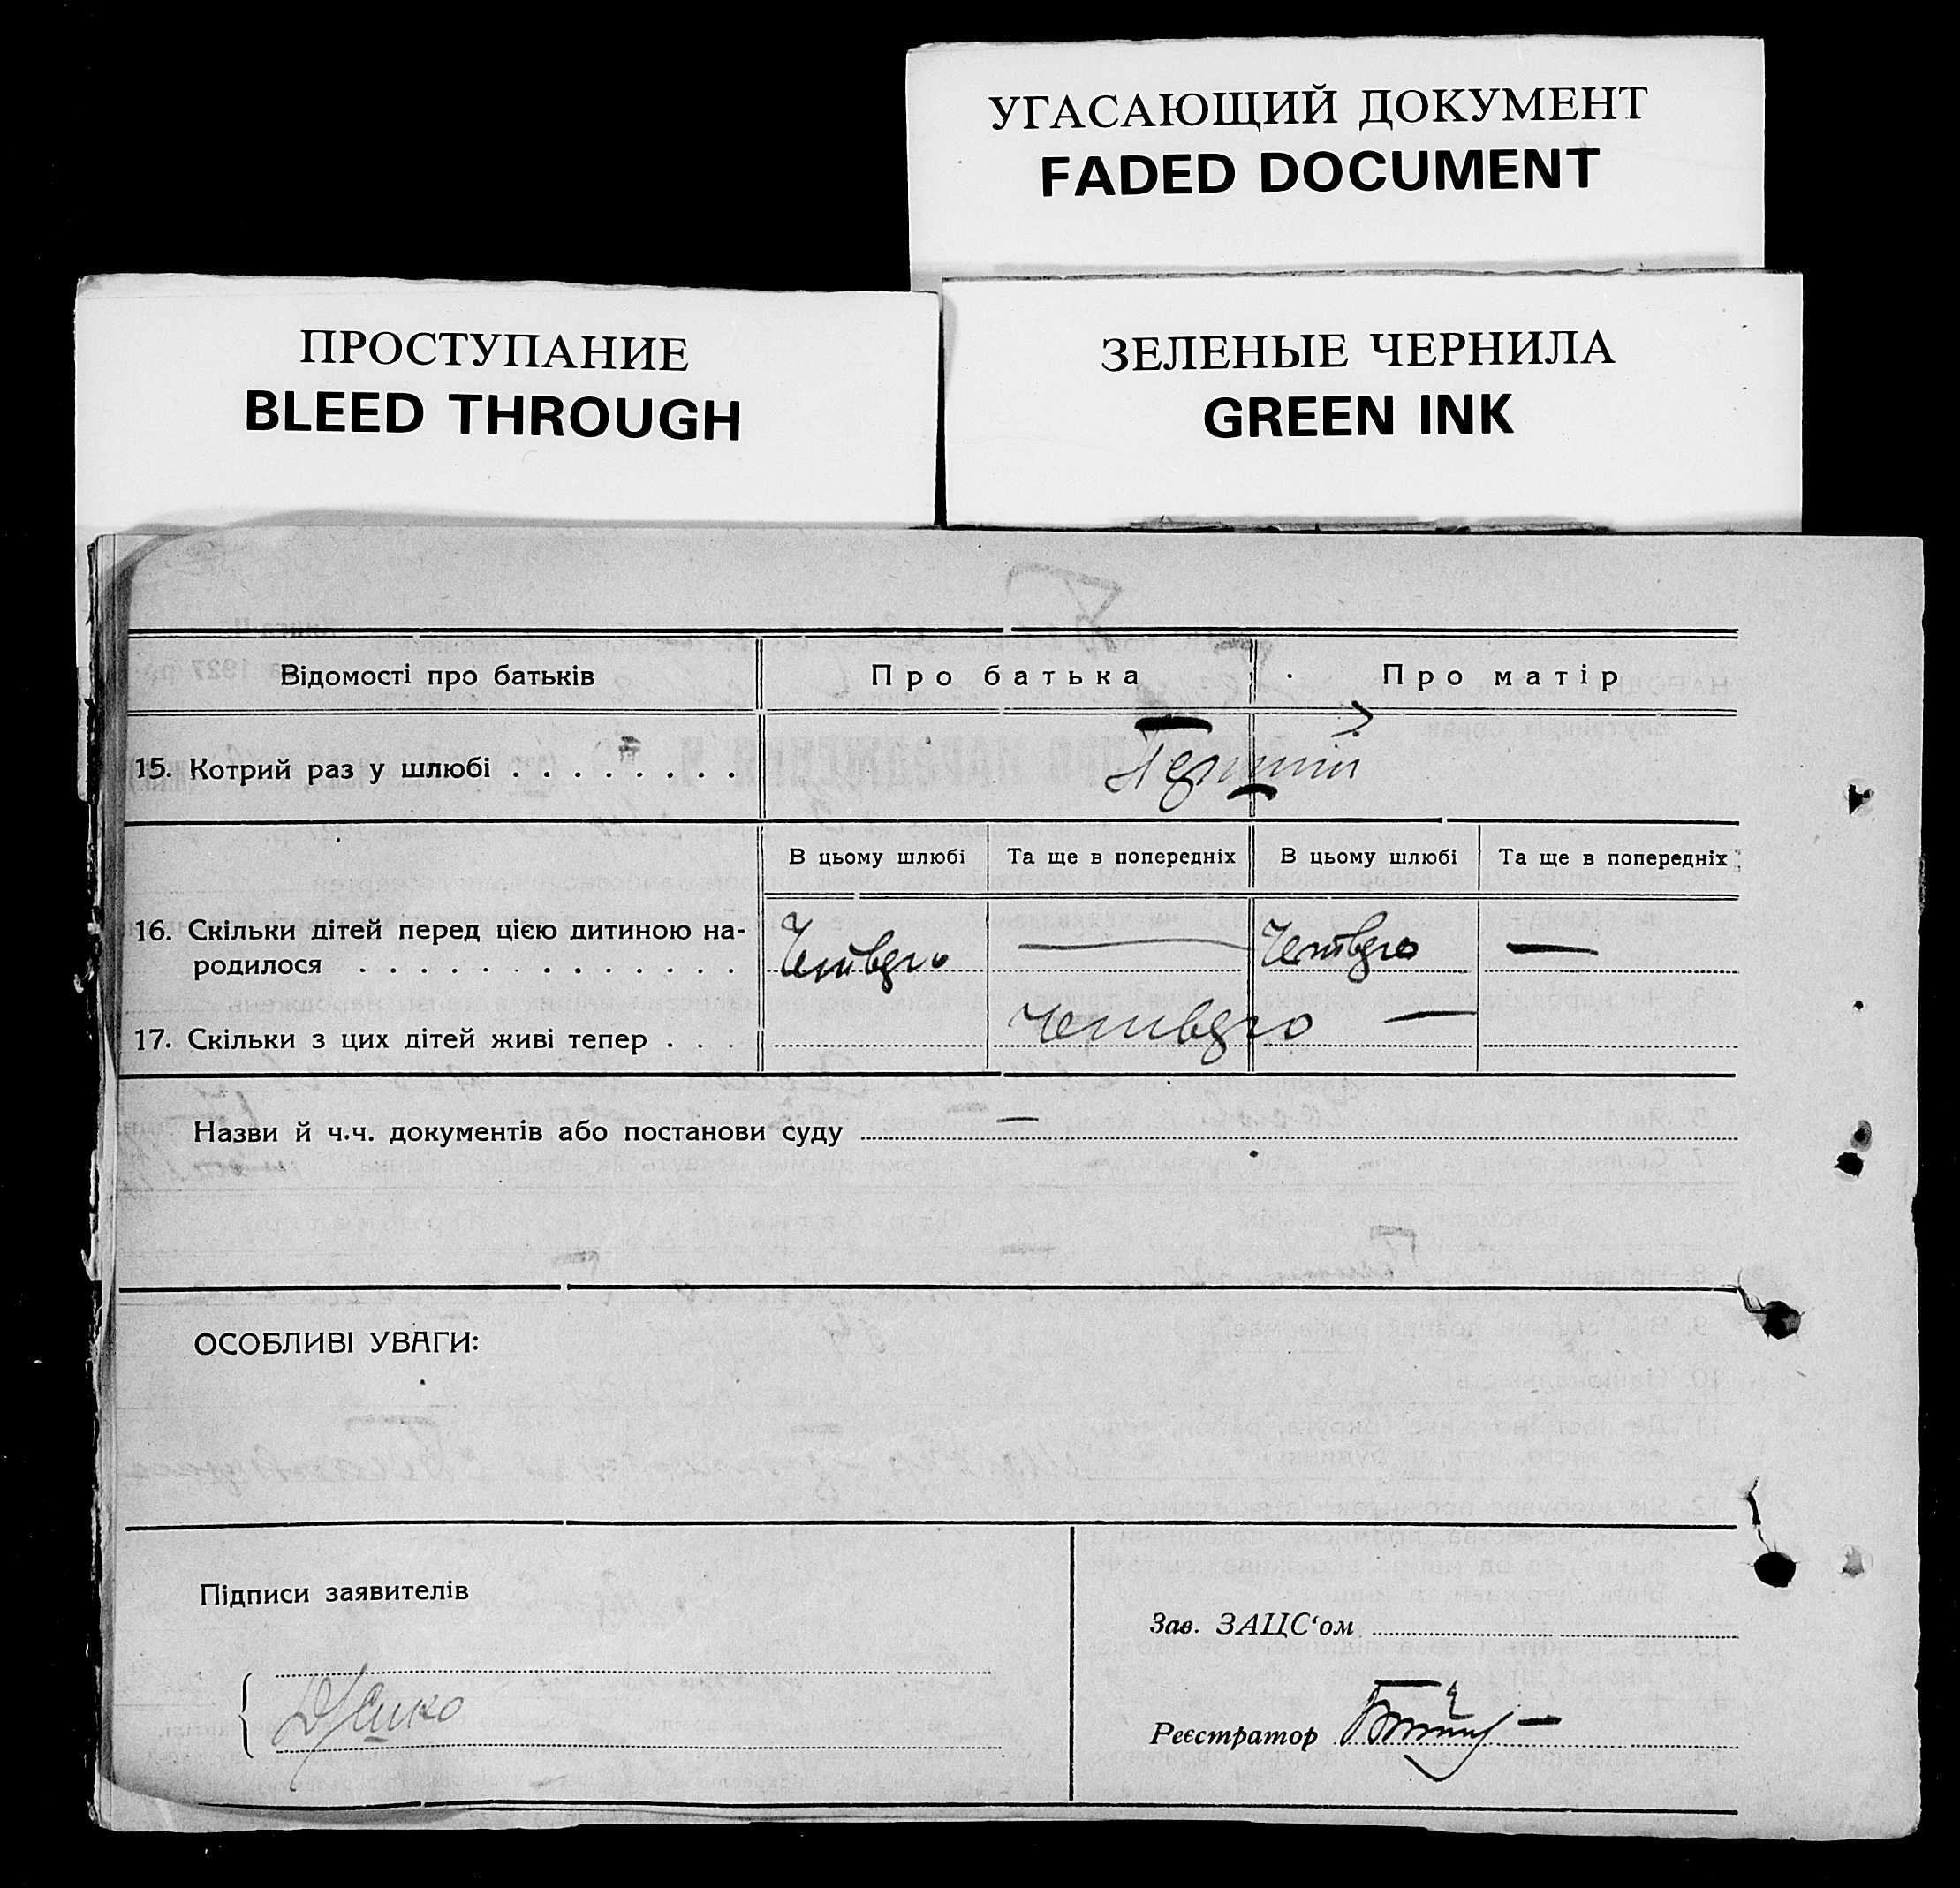 УГАСАЮЩИЙ ДОКУМЕНТ
FADED DOCUMENT
ПРОСТУПАНИЕ
BLEED THROUGH
ЗЕЛЕНЫЕ ЧЕРНИЛА
GREEN INK
Відомості про батьків Про батька Про матір
15. Котрий раз у шлюбі . . . . . . . . Перший
В цьому шлюбі Та ще в попередніх В цьому шлюбі Та ще в попередніх
16. Скільки дітей перед цією дитиною на-
родилося . . . . . . . . . . . . . Четверо — Четверо —
17. Скільки з цих дітей живі тепер . . . Четверо —
Назви й ч.ч. документів або постанови суду —
ОСОБЛИВІ УВАГИ:
Підписи заявителів
Зав. ЗАЦС‘ом
Реєстратор